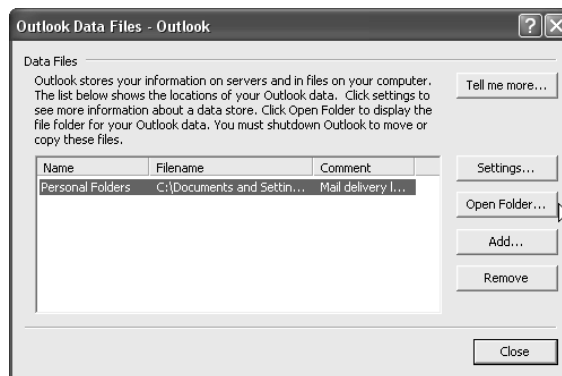 Outlook Data Files - Outlook
Data Files
Outlook stores your information on servers and in files on your computer.
The list below shows the locations of your Outlook data.  Click settings to
see more information about a data store. Click Open Folder to display the
file folder for your Outlook data. You must shutdown Outlook to move or
copy these files.
Tell me more...
Name Filename Comment
Personal Folders C:\Documents and Settin... Mail delivery l...
Settings...
Open Folder...
Add...
Remove
Close